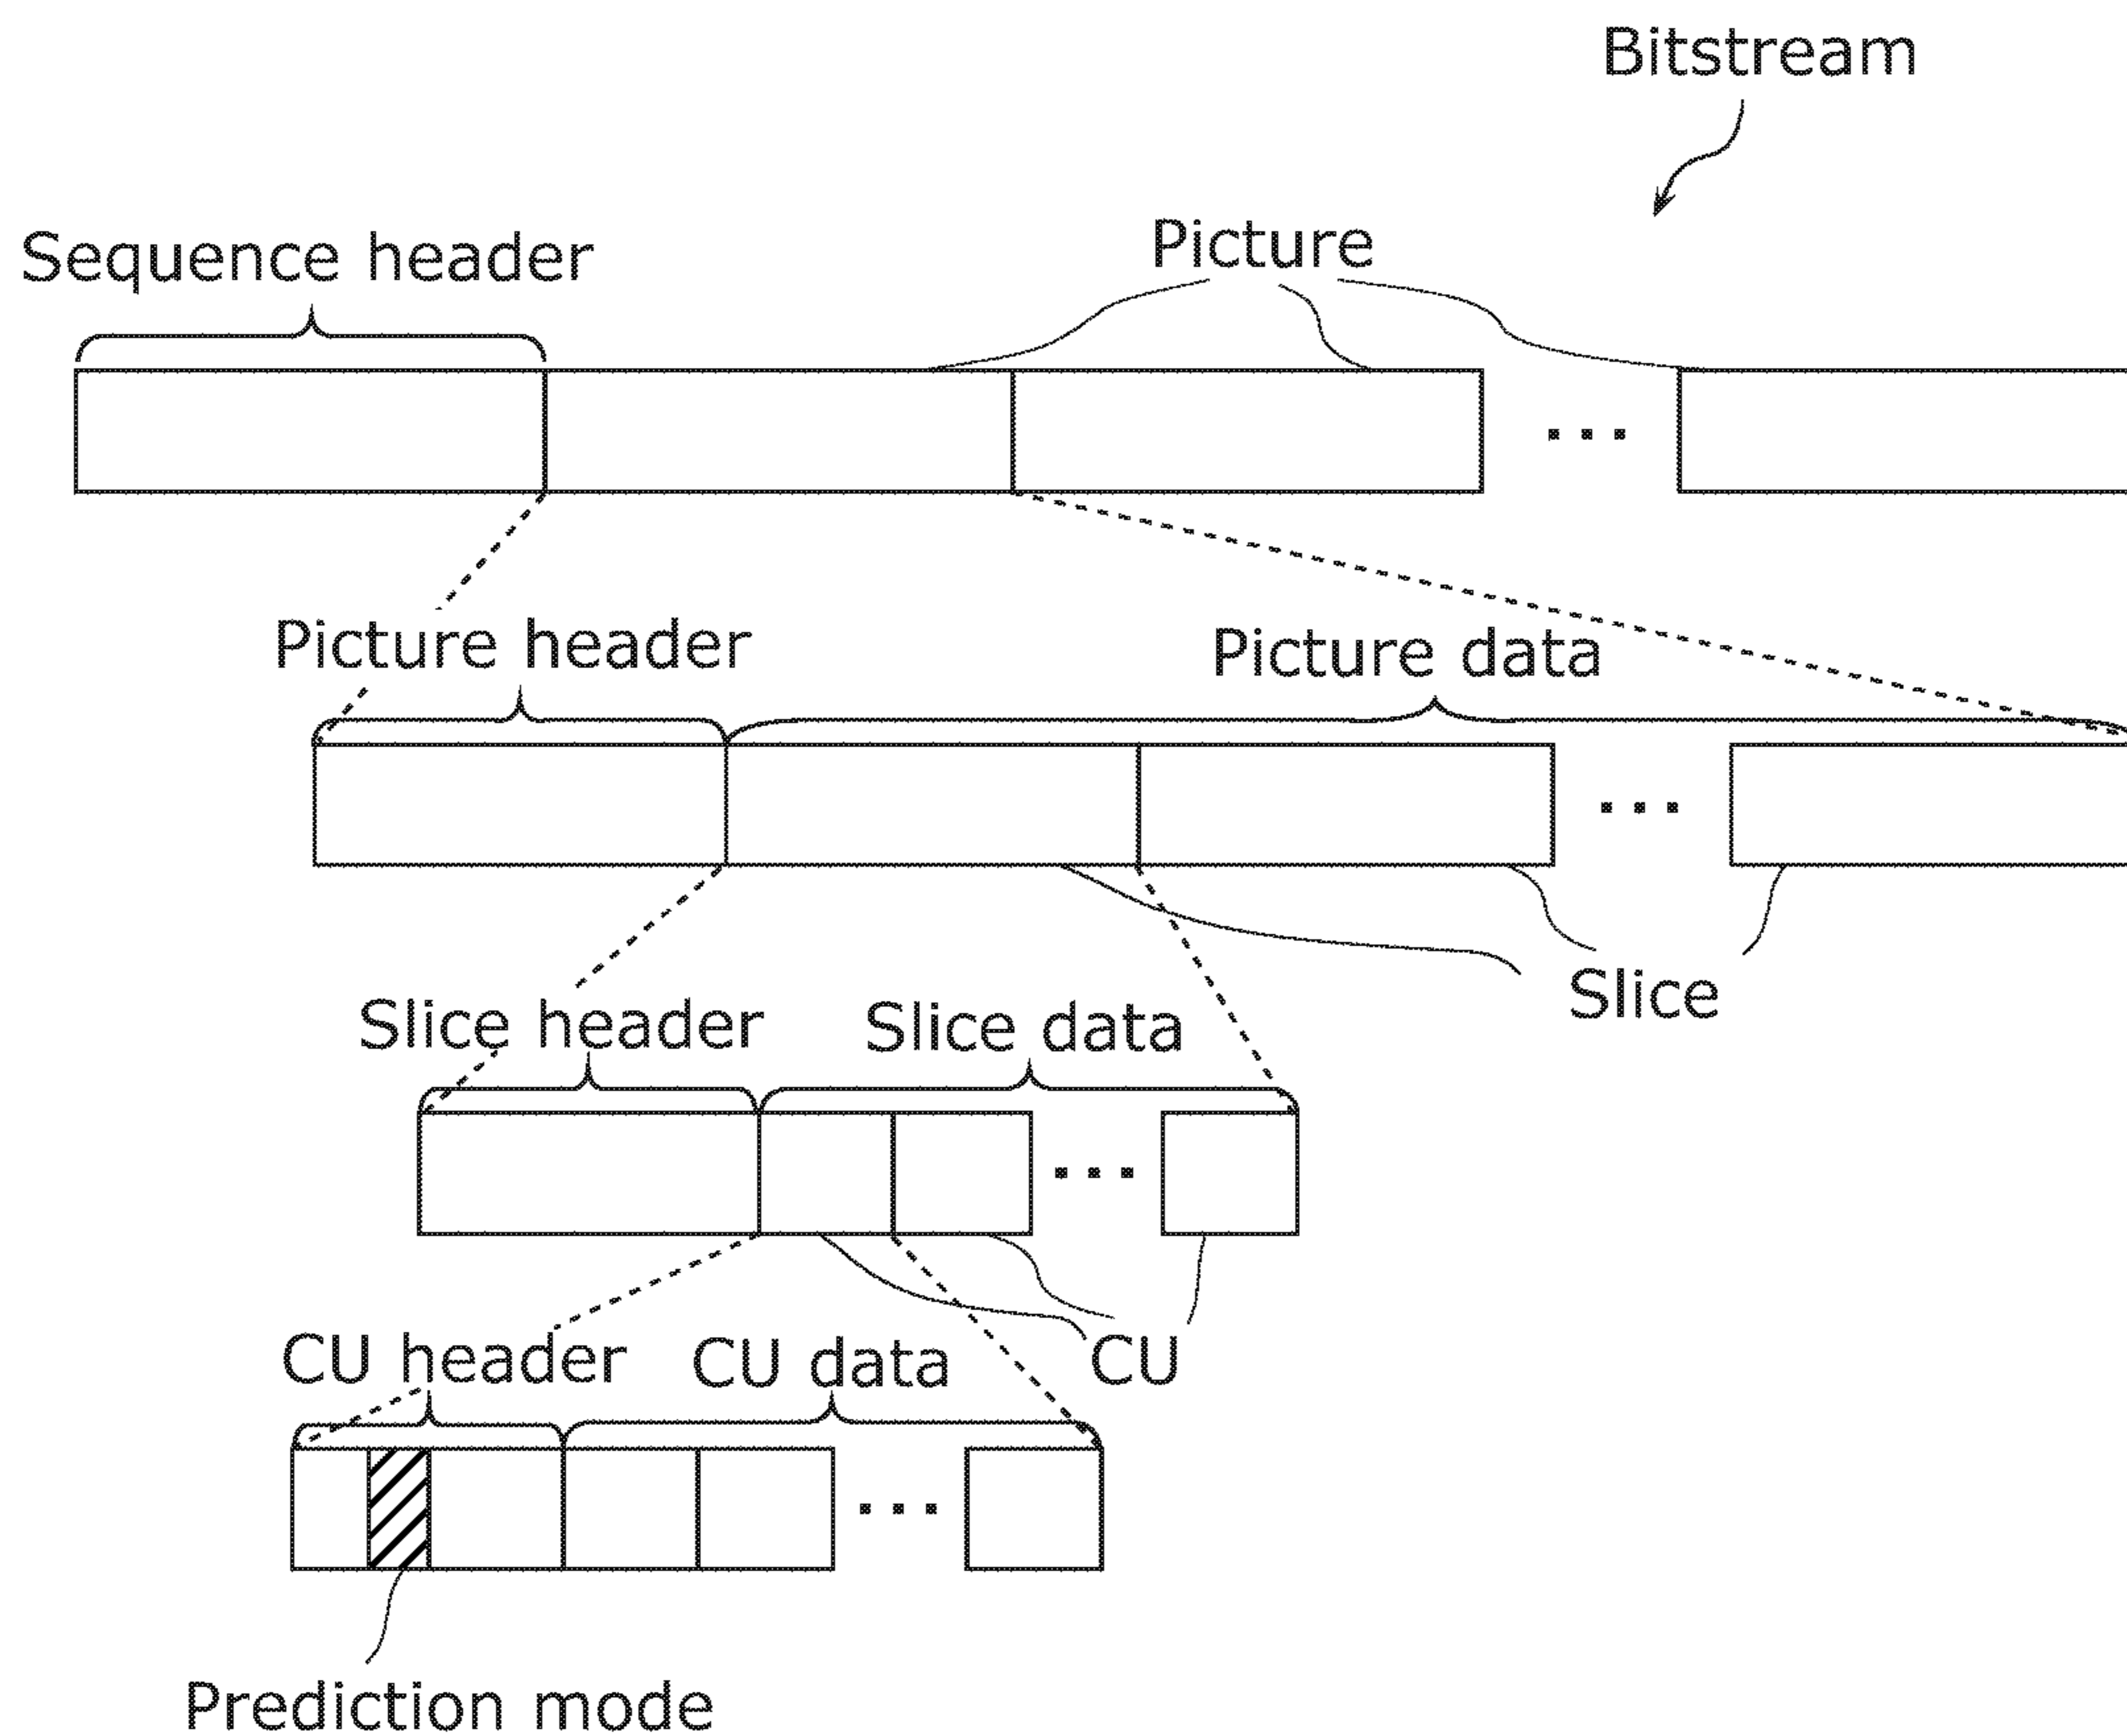 Bitstream
Sequence header
Picture
...
Picture header
Picture data
...
Slice
Slice header
Slice data
...
CU
CU header
CU data
...
Prediction mode